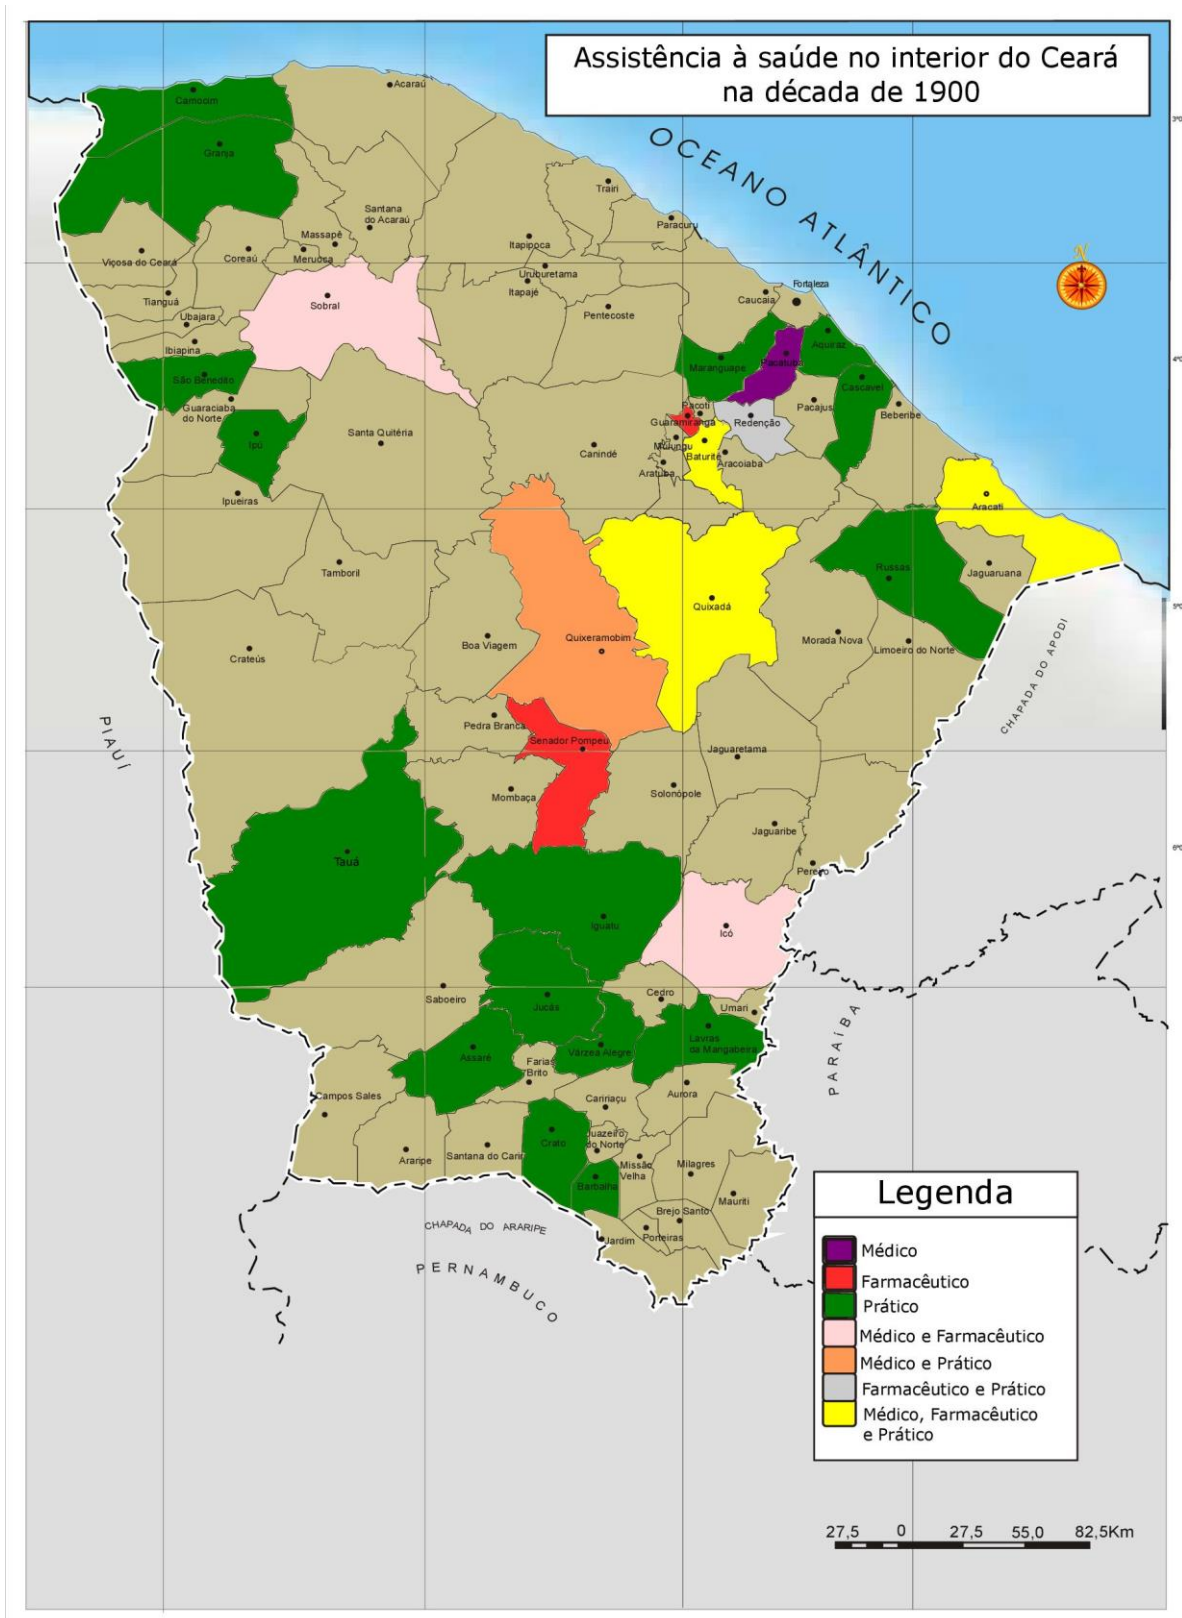 Assistência à saúde no interior do Ceará
na década de 1900
OCEANO ATLÂNTICO
N
3º
4º
5º
6º
Camocim
Acaraú
Granja
Trairi
Santana
do Acaraú
Paracuru
Massapê
Itapipoca
Viçosa do Ceará
Coreaú
Meruoca
Uruburetama
Itapajé
Tianguá
Sobral
Caucaia
Fortaleza
Pentecoste
Ubajara
Ibiapina
Maranguape
Pacatuba
Aquiraz
São Benedito
Cascavel
Guaraciaba
do Norte
Pacoti
Pacajus
Beberibe
Guaramiranga
Redenção
Ipú
Santa Quitéria
Canindé
Mulungu
Baturité
Aratuba
Aracoiaba
Ipueiras
Aracati
Tamboril
Russas
Jaguaruana
Quixadá
Boa Viagem
Quixeramobim
Morada Nova
Limoeiro do Norte
Crateús
CHAPADA DO APODI
PIAUÍ
Pedra Branca
Senador Pompeu
Jaguaretama
Mombaça
Solonópole
Jaguaribe
Tauá
Pereiro
Iguatu
Icó
Saboeiro
Cedro
Jucás
Umari
Lavras
da Mangabeira
Assaré
Várzea Alegre
Farias
Brito
PARAÍBA
Campos Sales
Caririaçu
Aurora
Crato
Juazeiro
do Norte
Araripe
Santana do Cariri
Missão
Velha
Milagres
Barbalha
Mauriti
Brejo Santo
Porteiras
Jardim
CHAPADA DO ARARIPE
PERNAMBUCO
Legenda
Médico
Farmacêutico
Prático
Médico e Farmacêutico
Médico e Prático
Farmacêutico e Prático
Médico, Farmacêutico
e Prático
27,5 0 27,5 55,0 82,5Km